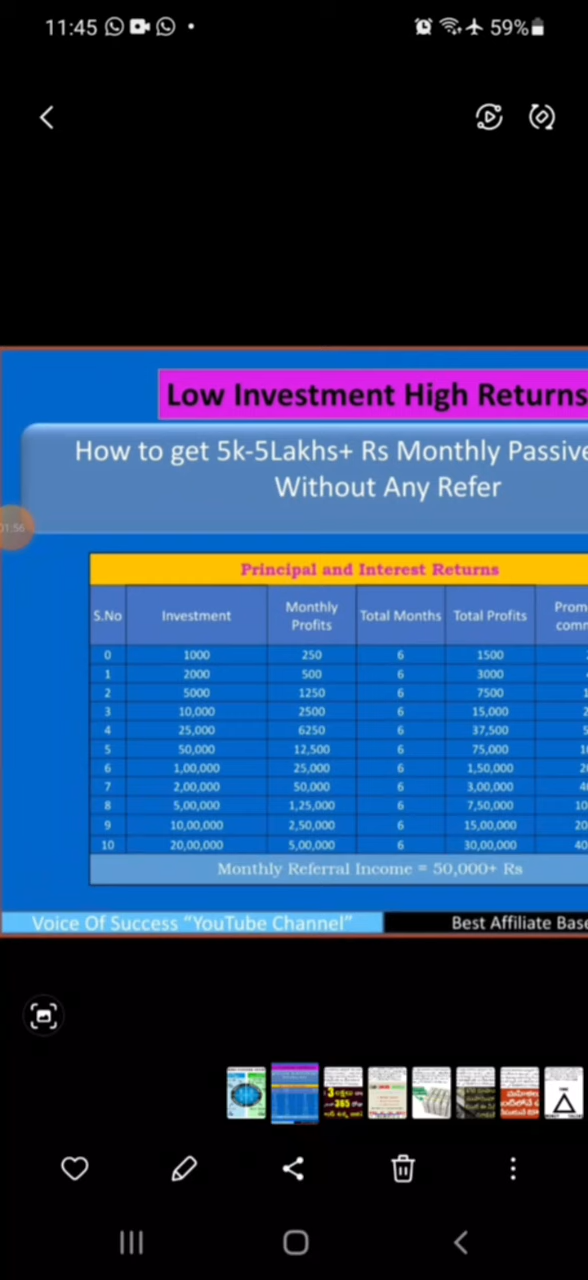 11:45
59%
Low Investment High Returns
How to get 5k-5Lakhs+ Rs Monthly Passive
Without Any Refer
01:56
Principal and Interest Returns
S.No Investment Monthly Profits Total Months Total Profits Prom comm
0 1000 250 6 1500
1 2000 500 6 3000
2 5000 1250 6 7500
3 10,000 2500 6 15,000
4 25,000 6250 6 37,500
5 50,000 12,500 6 75,000
6 1,00,000 25,000 6 1,50,000
7 2,00,000 50,000 6 3,00,000
8 5,00,000 1,25,000 6 7,50,000 10
9 10,00,000 2,50,000 6 15,00,000 20
10 20,00,000 5,00,000 6 30,00,000 40
Monthly Referral Income = 50,000+ Rs
Voice Of Success "YouTube Channel" Best Affiliate Base